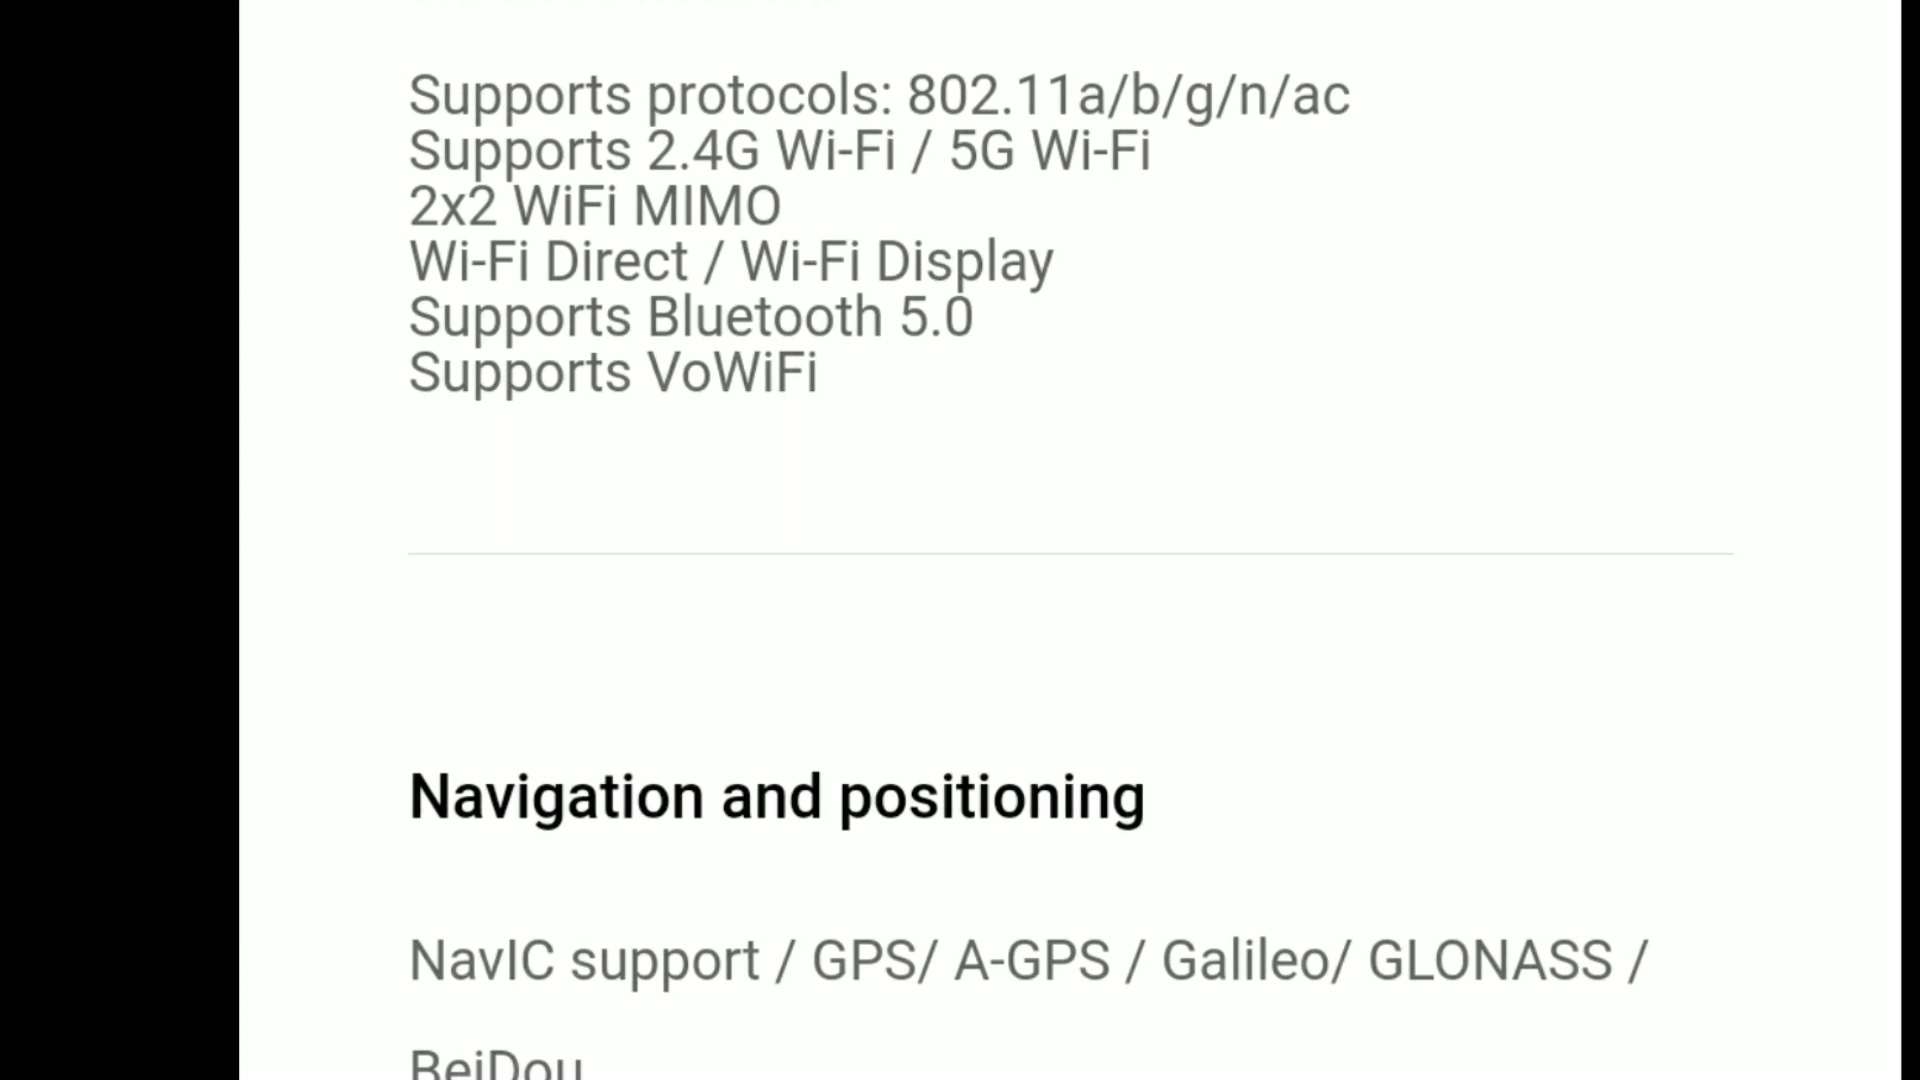 Supports protocols: 802.11a/b/g/n/ac
Supports 2.4G Wi-Fi / 5G Wi-Fi
2x2 WiFi MIMO
Wi-Fi Direct / Wi-Fi Display
Supports Bluetooth 5.0
Supports VoWiFi
Navigation and positioning
NavIC support / GPS/ A-GPS / Galileo/ GLONASS /
BeiDou